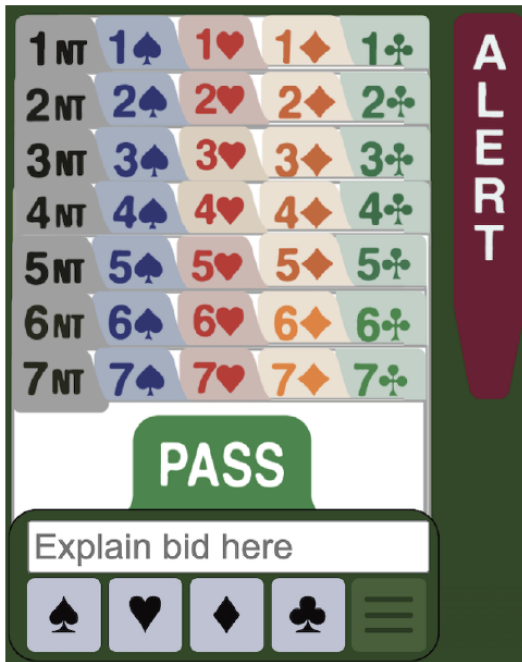 1NT 1♠ 1♥ 1♦ 1♣
2NT 2♠ 2♥ 2♦ 2♣
3NT 3♠ 3♥ 3♦ 3♣
4NT 4♠ 4♥ 4♦ 4♣
5NT 5♠ 5♥ 5♦ 5♣
6NT 6♠ 6♥ 6♦ 6♣
7NT 7♠ 7♥ 7♦ 7♣
ALERT
PASS
Explain bid here
♠ ♥ ♦ ♣